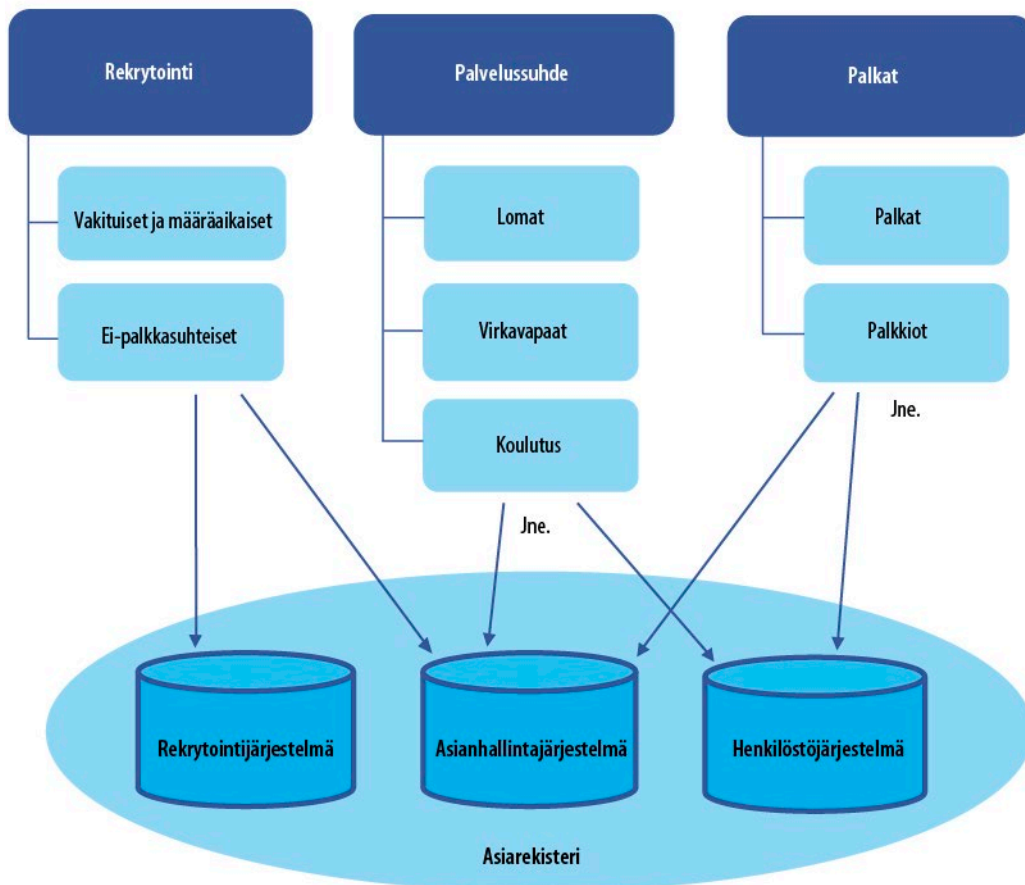 Rekrytointi
Palvelussuhde
Palkat
Vakituiset ja määräaikaiset
Ei-palkkasuhteiset
Lomat
Virkavapaat
Koulutus
Jne.
Palkat
Palkkiot
Jne.
Rekrytointijärjestelmä
Asianhallintajärjestelmä
Henkilöstöjärjestelmä
Asiarekisteri